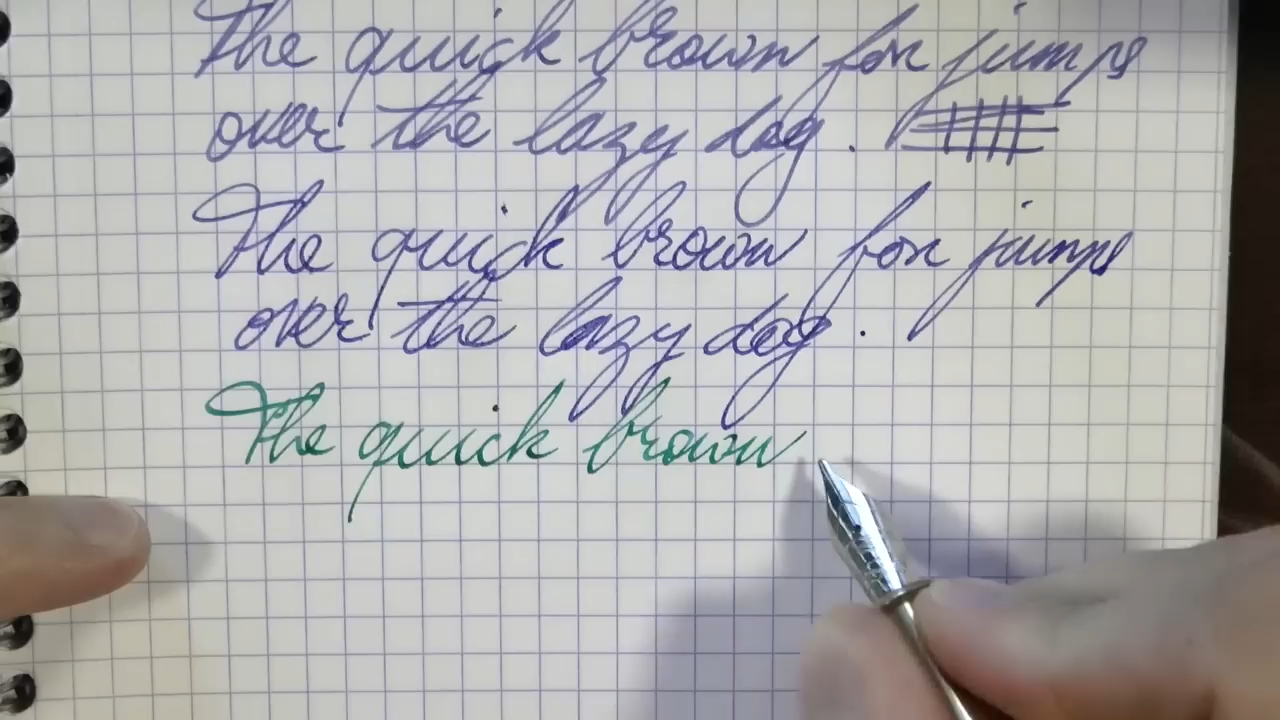 The quick brown fox jumps
over the lazy dog.
The quick brown fox jumps
over the lazy dog.
The quick brown